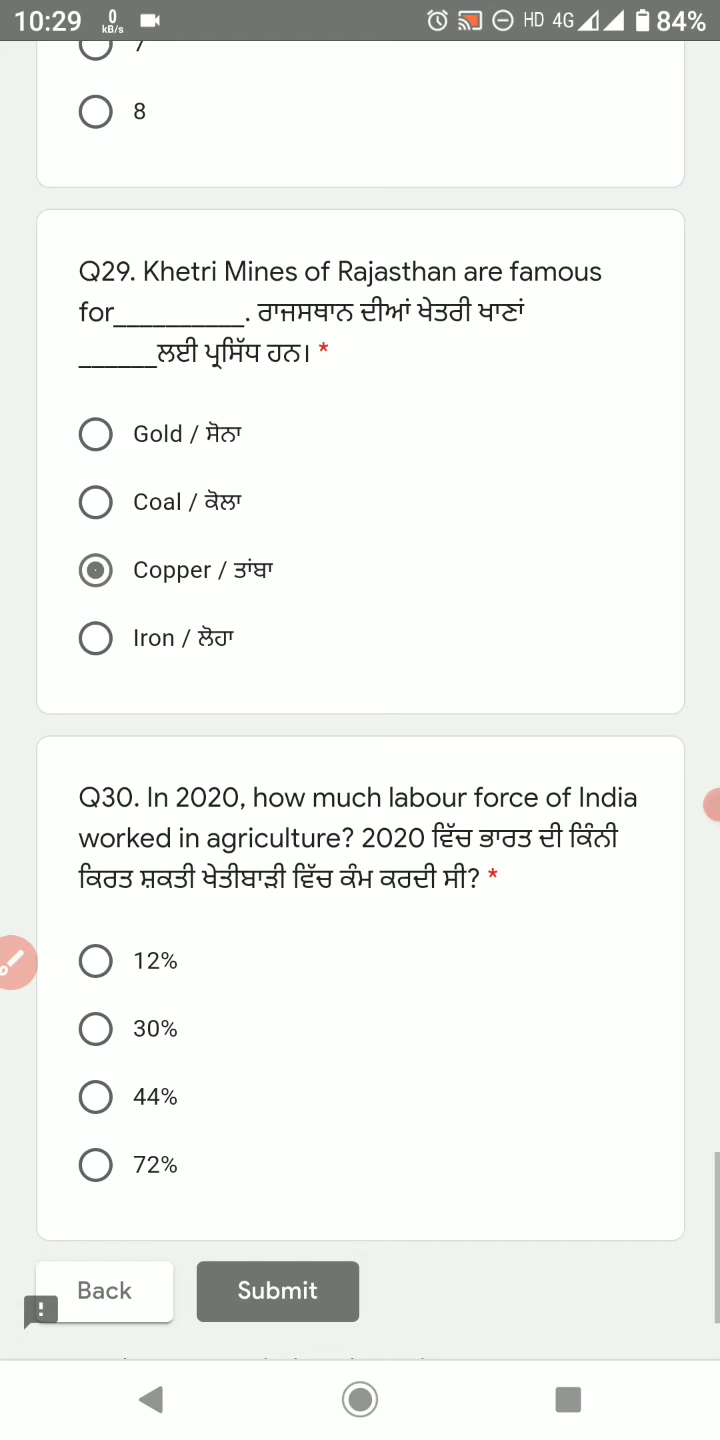 10:29 0 kB/s HD 4G 84%
8
Q29. Khetri Mines of Rajasthan are famous
for__________. ਰਾਜਸਥਾਨ ਦੀਆਂ ਖੇਤਰੀ ਖਾਣਾਂ
______ਲਈ ਪ੍ਰਸਿੱਧ ਹਨ। *
Gold / ਸੋਨਾ
Coal / ਕੋਲਾ
Copper / ਤਾਂਬਾ
Iron / ਲੋਹਾ
Q30. In 2020, how much labour force of India
worked in agriculture? 2020 ਵਿੱਚ ਭਾਰਤ ਦੀ ਕਿੰਨੀ
ਕਿਰਤ ਸ਼ਕਤੀ ਖੇਤੀਬਾੜੀ ਵਿੱਚ ਕੰਮ ਕਰਦੀ ਸੀ? *
12%
30%
44%
72%
Back Submit